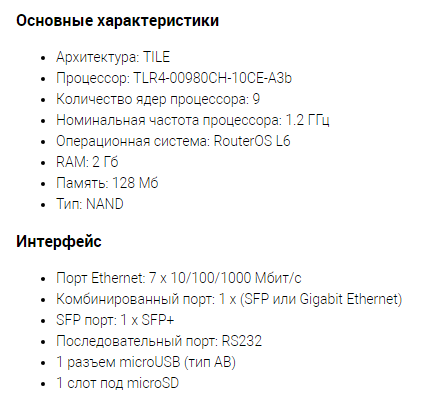 Основные характеристики
Архитектура: TILE
Процессор: TLR4-00980CH-10CE-A3b
Количество ядер процессора: 9
Номинальная частота процессора: 1.2 ГГц
Операционная система: RouterOS L6
RAM: 2 Гб
Память: 128 Мб
Тип: NAND
Интерфейс
Порт Ethernet: 7 x 10/100/1000 Мбит/с
Комбинированный порт: 1 x (SFP или Gigabit Ethernet)
SFP порт: 1 x SFP+
Последовательный порт: RS232
1 разъем microUSB (тип AB)
1 слот под microSD